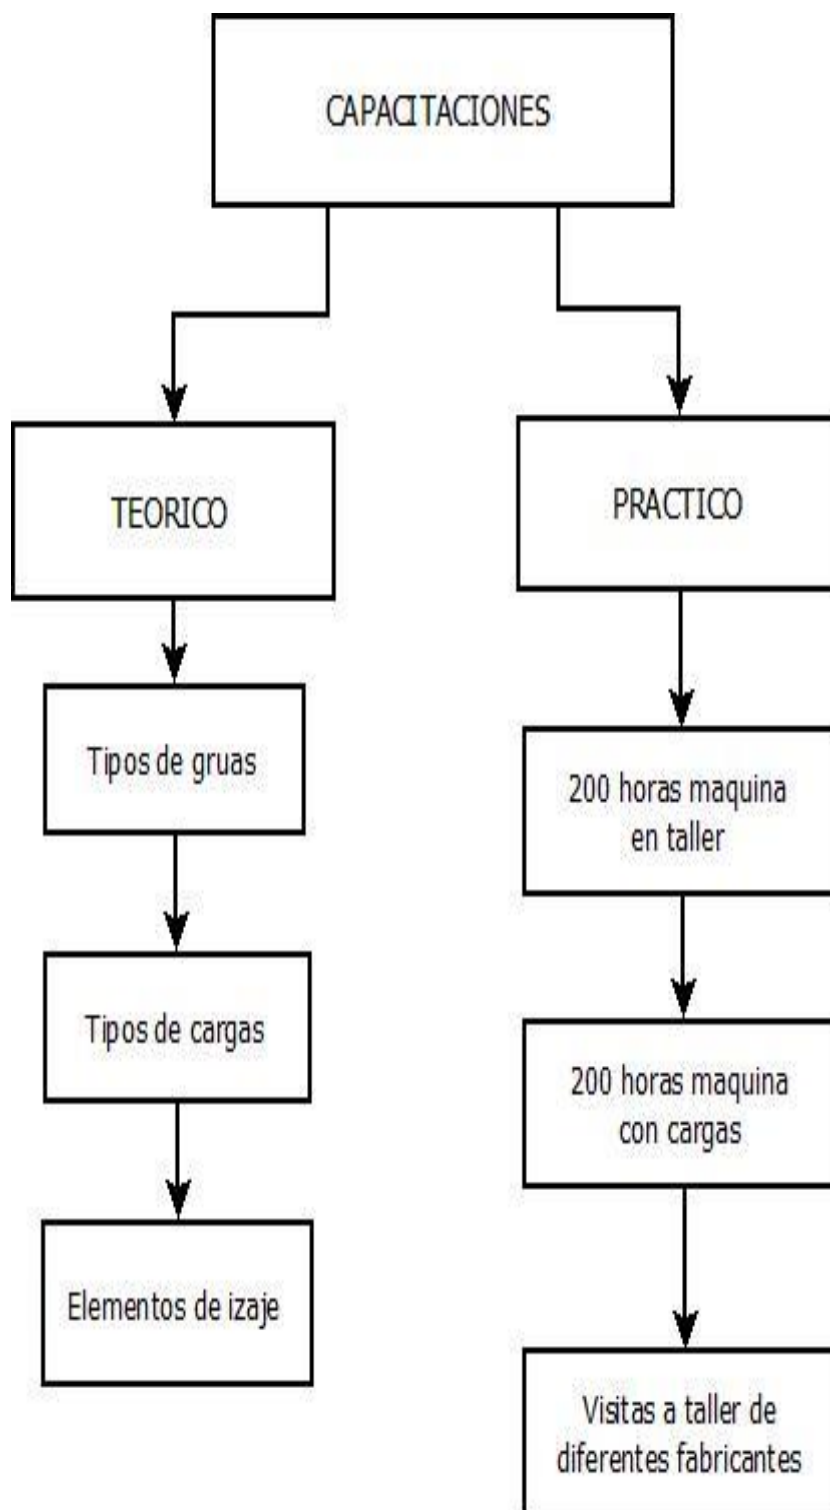 CAPACITACIONES
TEORICO
Tipos de gruas
Tipos de cargas
Elementos de izaje
PRACTICO
200 horas maquina
en taller
200 horas maquina
con cargas
Visitas a taller de
diferentes fabricantes